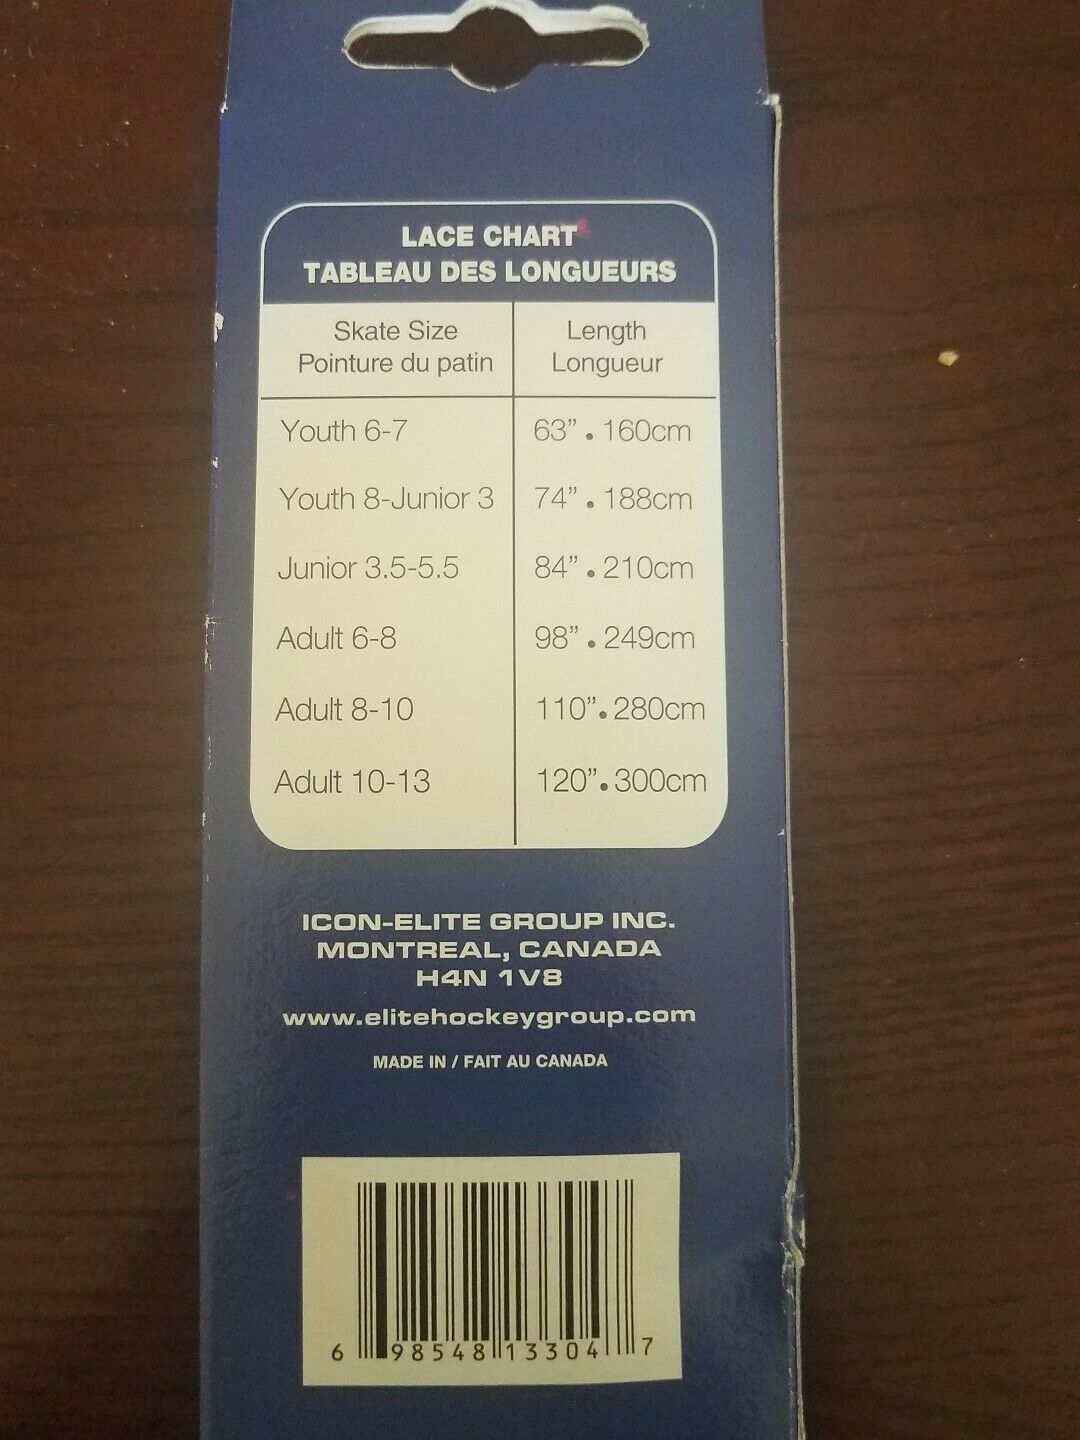 LACE CHART
TABLEAU DES LONGUEURS
Skate Size Length
Pointure du patin Longueur
Youth 6-7 63” • 160cm
Youth 8-Junior 3 74” • 188cm
Junior 3.5-5.5 84” • 210cm
Adult 6-8 98” • 249cm
Adult 8-10 110” • 280cm
Adult 10-13 120” • 300cm
ICON-ELITE GROUP INC.
MONTREAL, CANADA
H4N 1V8
www.elitehockeygroup.com
MADE IN / FAIT AU CANADA
6 98548 13304 7